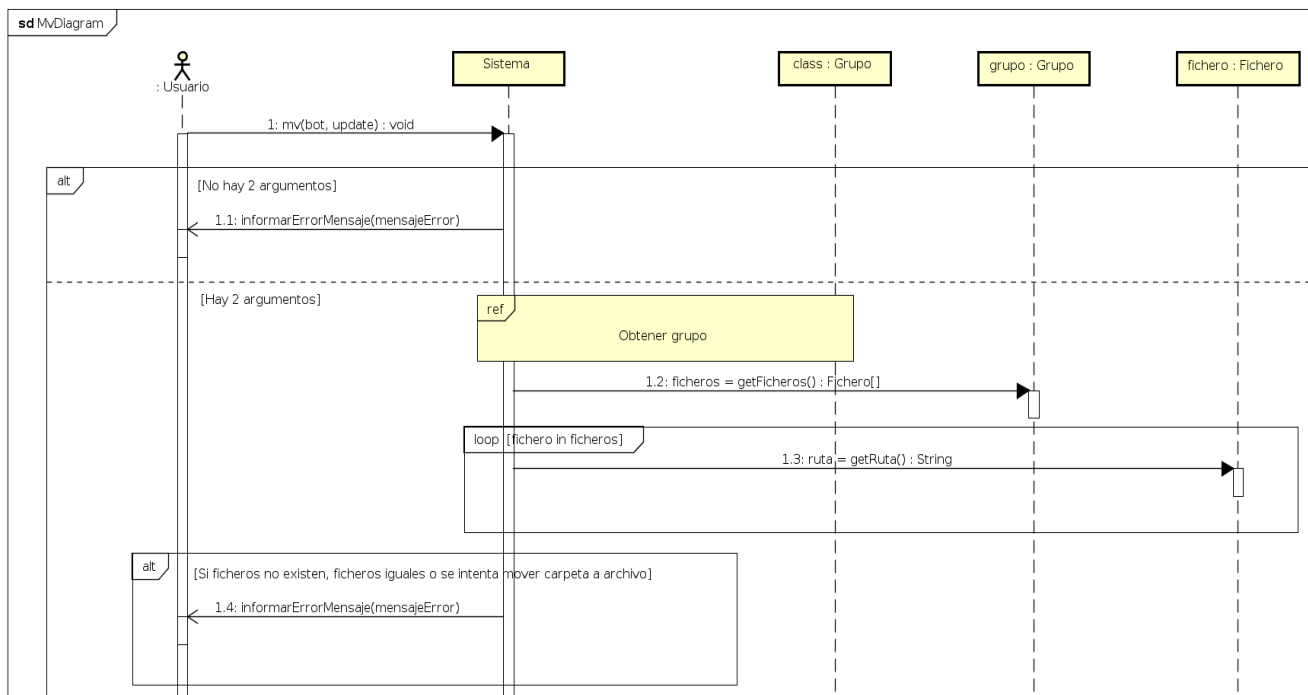 sd MvDiagram
: Usuario
Sistema
class : Grupo
grupo : Grupo
fichero : Fichero
1: mv(bot, update) : void
alt
[No hay 2 argumentos]
1.1: informarErrorMensaje(mensajeError)
[Hay 2 argumentos]
ref
Obtener grupo
1.2: ficheros = getFicheros() : Fichero[]
loop [fichero in ficheros]
1.3: ruta = getRuta() : String
alt
[Si ficheros no existen, ficheros iguales o se intenta mover carpeta a archivo]
1.4: informarErrorMensaje(mensajeError)